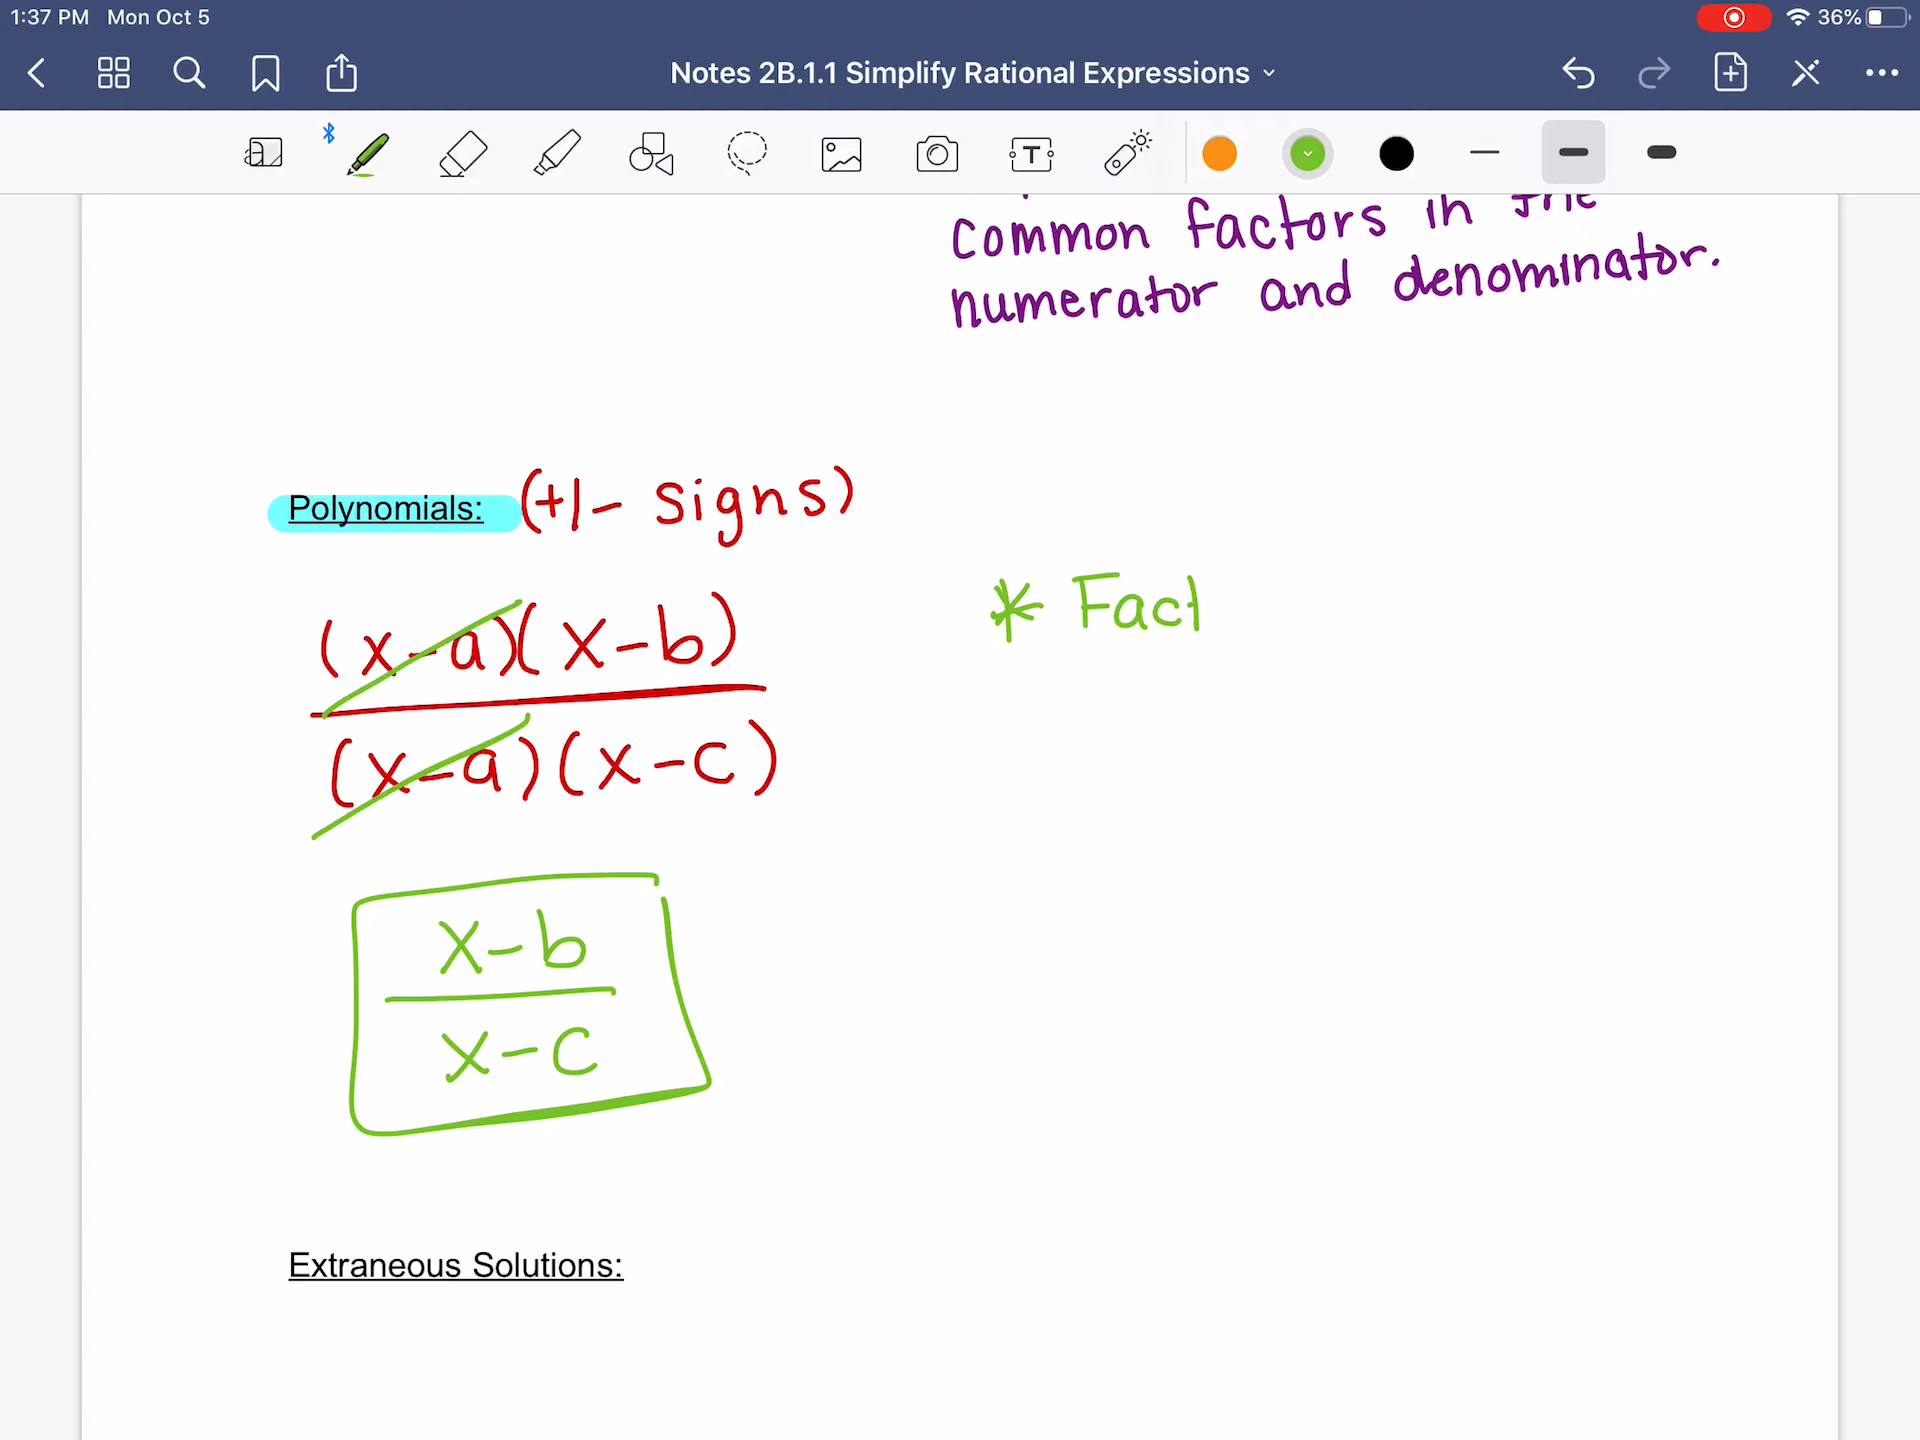 1:37 PM Mon Oct 5
36%
Notes 2B.1.1 Simplify Rational Expressions
a
T
common factors in the
numerator and denominator.
Polynomials: (+/- signs)
(x-a)(x-b)
(x-a)(x-c)
* Fact
x-b
x-c
Extraneous Solutions: